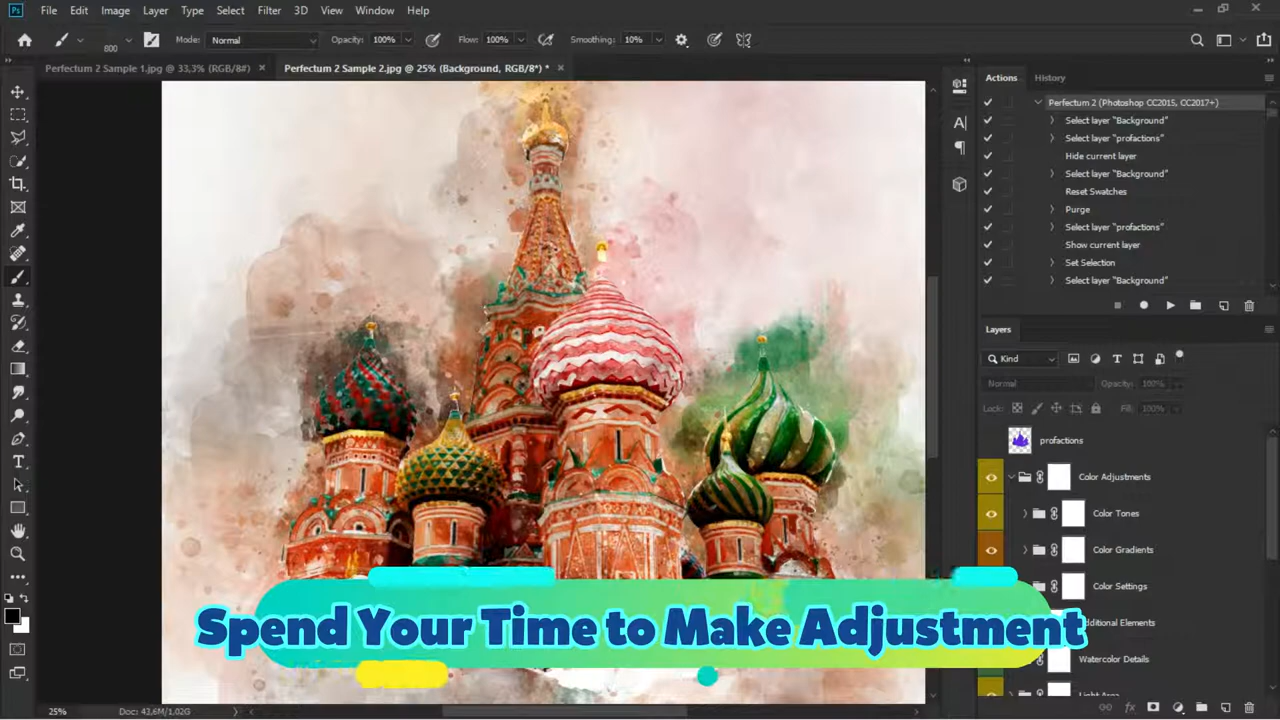 Ps File Edit Image Layer Type Select Filter 3D View Window Help
800 Mode: Normal Opacity: 100% Flow: 100% Smoothing: 10%
Perfectum 2 Sample 1.jpg @ 33,3% (RGB/8#) × Perfectum 2 Sample 2.jpg @ 25% (Background, RGB/8*) * ×
Actions History
Perfectum 2 (Photoshop CC2015, CC2017+)
Select layer "Background"
Select layer "profactions"
Hide current layer
Select layer "Background"
Reset Swatches
Purge
Select layer "profactions"
Show current layer
Set Selection
Select layer "Background"
Layers
Kind
Normal Opacity: 100%
Lock: Fill: 100%
profactions
Color Adjustments
Color Tones
Color Gradients
Color Settings
dditional Elements
Watercolor Details
Light Area
Spend Your Time to Make Adjustment
25% Doc: 43,6M/1,02G